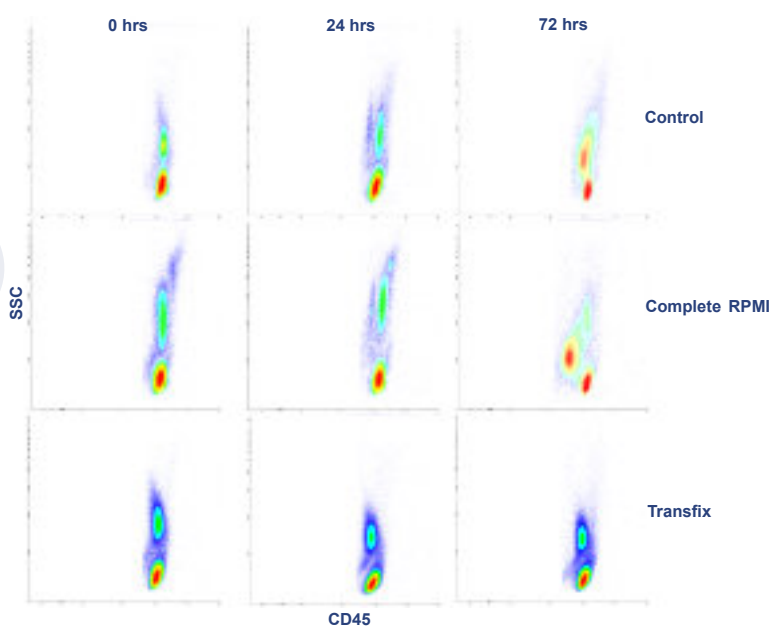 0 hrs 24 hrs 72 hrs
Control
SSC
Complete RPMI
Transfix
CD45